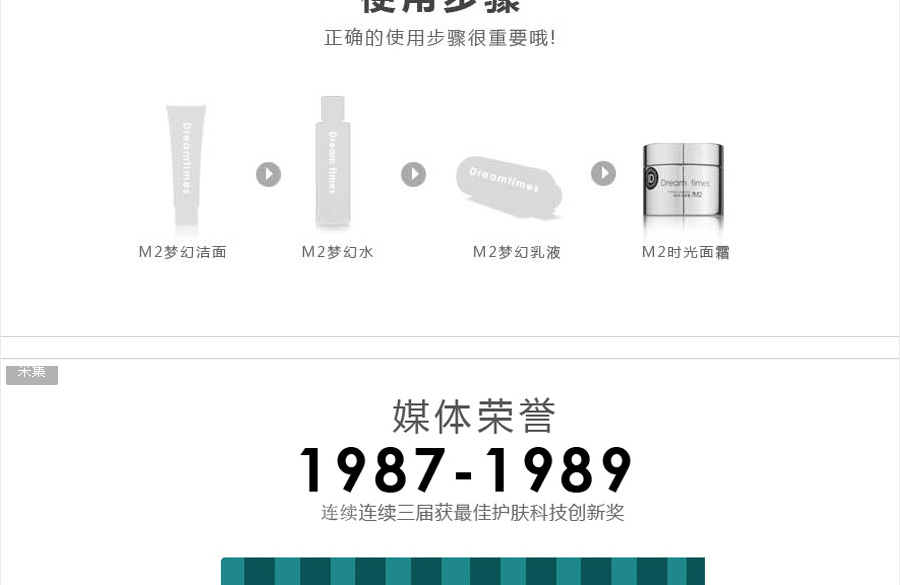 使用步骤
正确的使用步骤很重要哦!
Dreamtimes
Dream times
Dreamtimes
Dream times
M2
M2梦幻洁面
M2梦幻水
M2梦幻乳液
M2时光面霜
采集
媒体荣誉
1987-1989
连续连续三届获最佳护肤科技创新奖